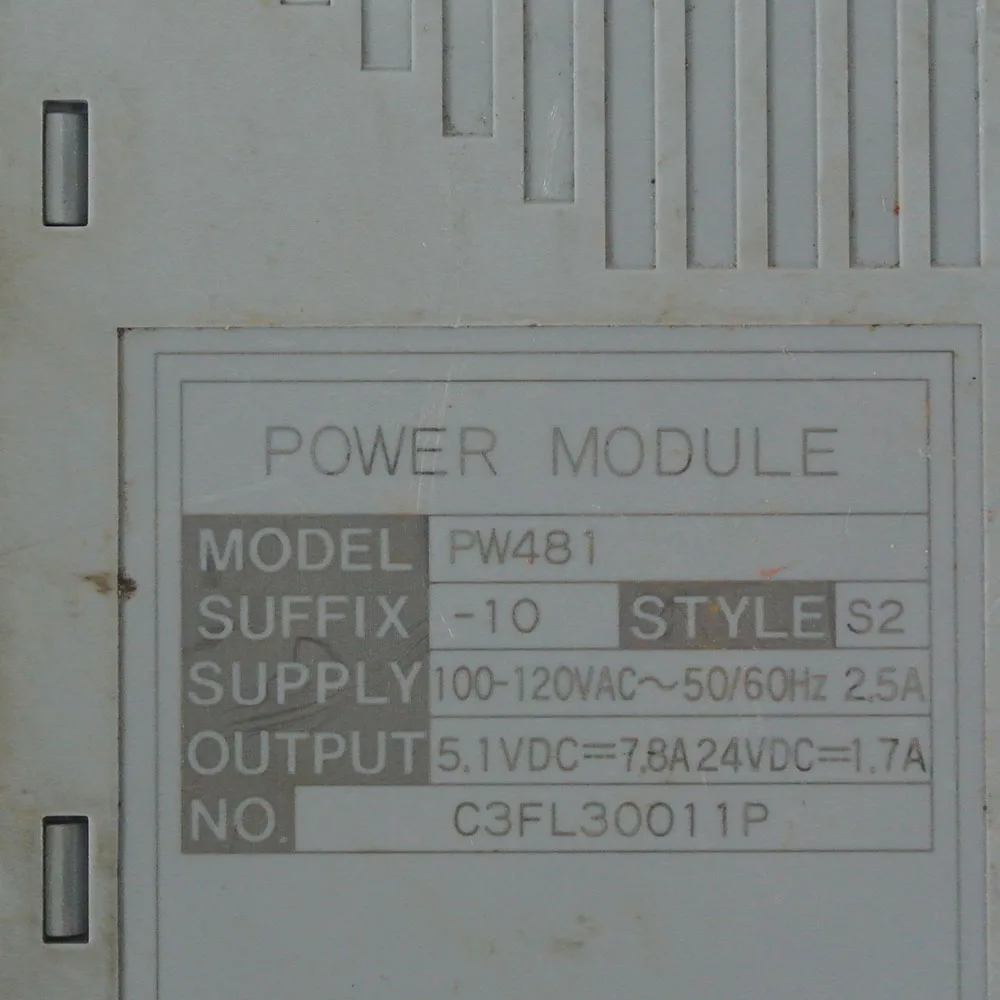 POWER MODULE
MODEL PW481
SUFFIX -10 STYLE S2
SUPPLY 100-120VAC～50/60Hz 2.5A
OUTPUT 5.1VDC⎓7.8A 24VDC⎓1.7A
NO. C3FL30011P